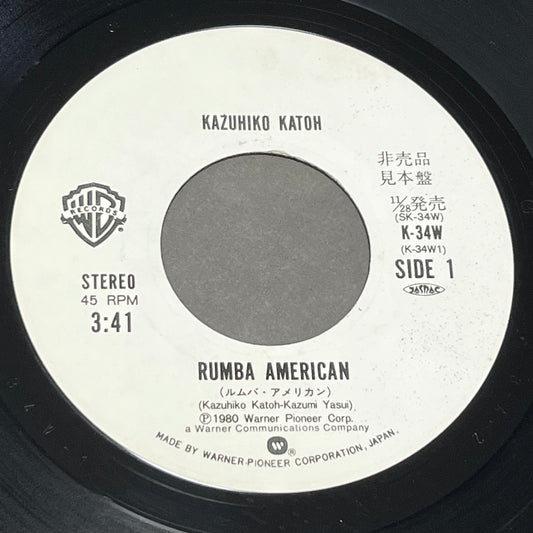 KAZUHIKO KATOH
非売品
見本盤
11/28発売
(SK-34W)
K-34W
(K-34W1)
SIDE 1
JASRAC
W RECORDS
®
STEREO
45 RPM
3:41
RUMBA AMERICAN
(ルムバ・アメリカン)
(Kazuhiko Katoh-Kazumi Yasui)
Ⓟ1980 Warner Pioneer Corp.
a Warner Communications Company
®
MADE BY WARNER-PIONEER CORPORATION, JAPAN.